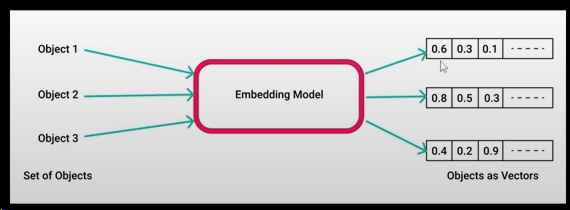 Object 1
Object 2
Object 3
Set of Objects
Embedding Model
0.6 0.3 0.1 -----
0.8 0.5 0.3 -----
0.4 0.2 0.9 -----
Objects as Vectors